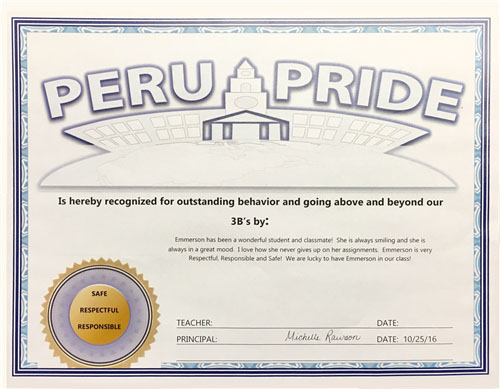 PERU PRIDE
Is hereby recognized for outstanding behavior and going above and beyond our
3B's by:
Emmerson has been a wonderful student and classmate! She is always smiling and she is
always in a great mood. I love how she never gives up on her assignments. Emmerson is very
Respectful, Responsible and Safe! We are lucky to have Emmerson in our class!
SAFE
RESPECTFUL
RESPONSIBLE
TEACHER: DATE:
PRINCIPAL: Michelle Rawson DATE: 10/25/16